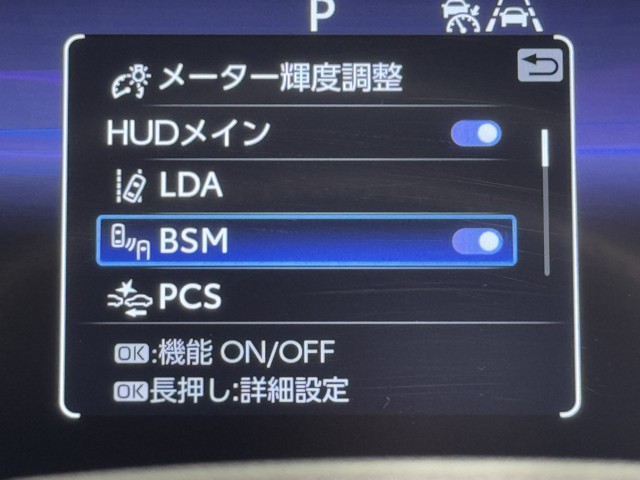 P
メーター輝度調整
HUDメイン
LDA
BSM
PCS
OK:機能 ON/OFF
OK長押し:詳細設定